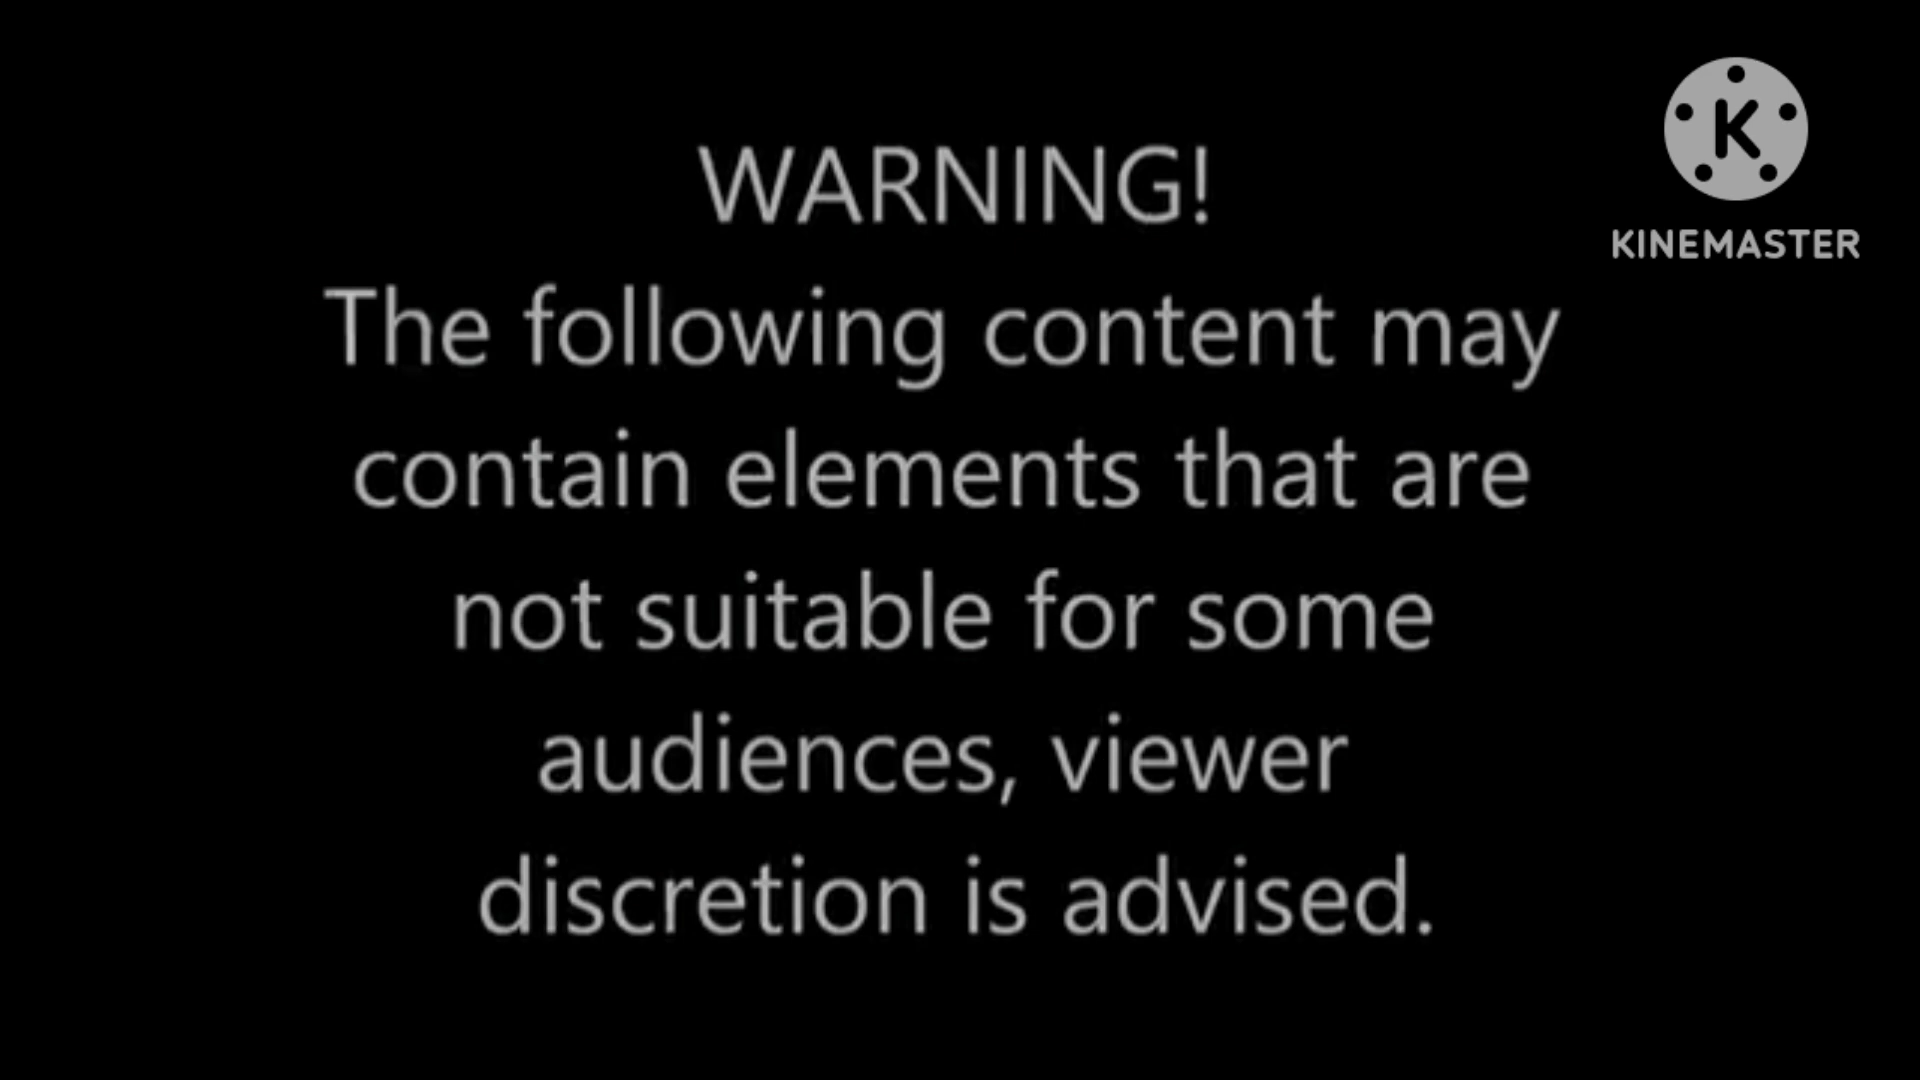 WARNING!
The following content may
contain elements that are
not suitable for some
audiences, viewer
discretion is advised.
K
KINEMASTER